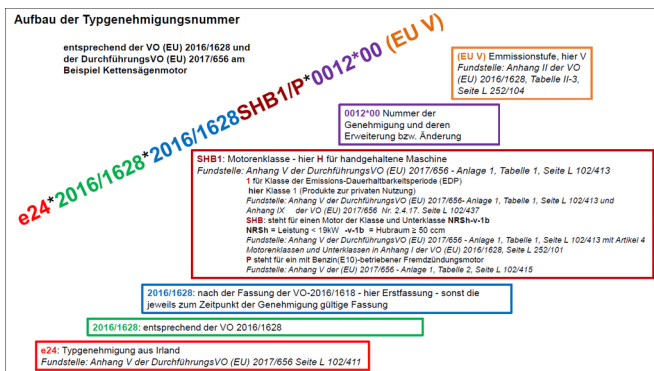 Aufbau der Typgenehmigungsnummer
entsprechend der VO (EU) 2016/1628 und
der DurchführungsVO (EU) 2017/656 am
Beispiel Kettensägenmotor
e24*2016/1628*2016/1628SHB1/P*0012*00 (EU V)
(EU V) Emmissionstufe, hier V
Fundstelle: Anhang II der VO
(EU) 2016/1628, Tabelle II-3,
Seite L 252/104
0012*00 Nummer der
Genehmigung und deren
Erweiterung bzw. Änderung
SHB1: Motorenklasse - hier H für handgehaltene Maschine
Fundstelle: Anhang V der DurchführungsVO (EU) 2017/656 - Anlage 1, Tabelle 1, Seite L 102/413
1 für Klasse der Emissions-Dauerhaltbarkeitsperiode (EDP)
hier Klasse 1 (Produkte zur privaten Nutzung)
Fundstelle: Anhang V der DurchführungsVO (EU) 2017/656- Anlage 1, Tabelle 1, Seite L 102/413 und
Anhang IX der VO (EU) 2017/656 Nr. 2.4.17. Seite L 102/437
SHB: steht für einen Motor der Klasse und Unterklasse NRSh-v-1b
NRSh = Leistung < 19kW -v-1b = Hubraum ≥ 50 ccm
Fundstelle: Anhang V der DurchführungsVO (EU) 2017/656 - Anlage 1, Tabelle 1, Seite L 102/413 mit Artikel 4
Motorenklassen und Unterklassen in Anhang I der VO (EU) 2016/1628, Seite L 252/101
P steht für ein mit Benzin(E10)-betriebener Fremdzündungsmotor
Fundstelle: Anhang V der (EU) 2017/656 - Anlage 1, Tabelle 2, Seite L 102/415
2016/1628: nach der Fassung der VO-2016/1618 - hier Erstfassung - sonst die
jeweils zum Zeitpunkt der Genehmigung gültige Fassung
2016/1628: entsprechend der VO 2016/1628
e24: Typgenehmigung aus Irland
Fundstelle: Anhang V der DurchführungsVO (EU) 2017/656 Seite L 102/411